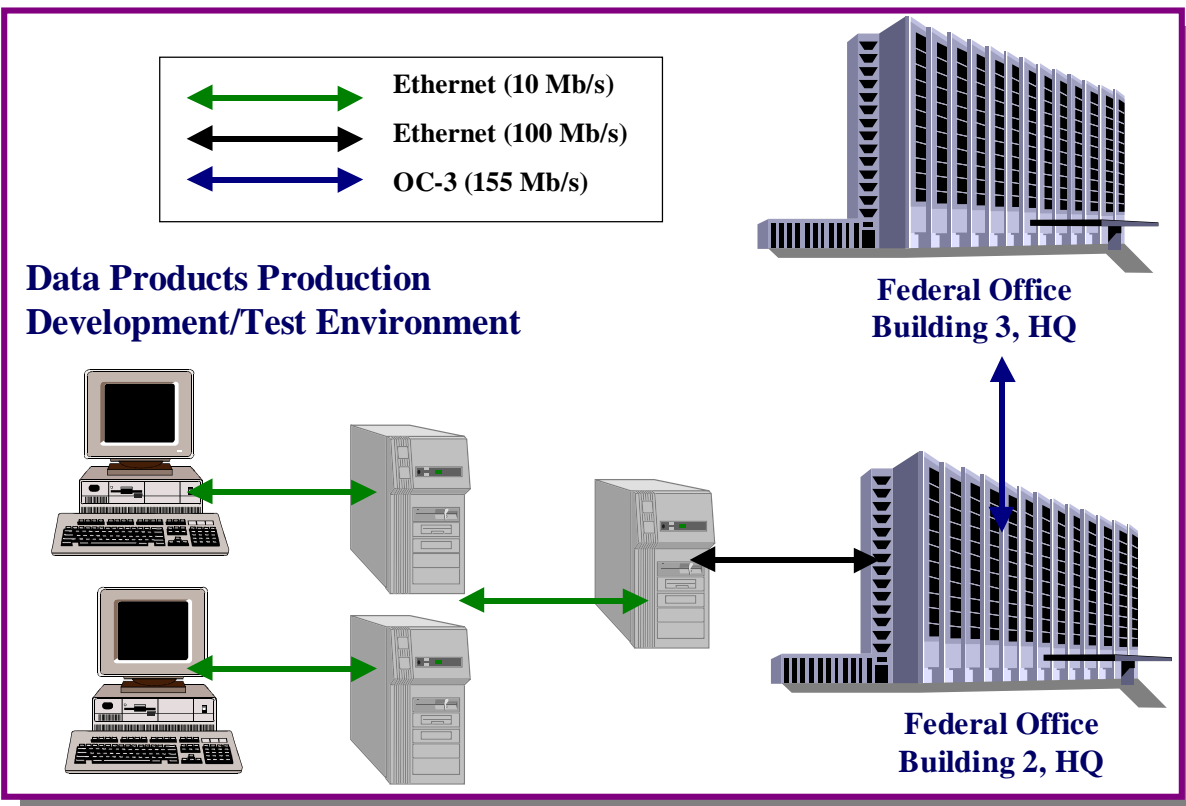 Ethernet (10 Mb/s)
Ethernet (100 Mb/s)
OC-3 (155 Mb/s)
Data Products Production
Development/Test Environment
Federal Office
Building 3, HQ
Federal Office
Building 2, HQ